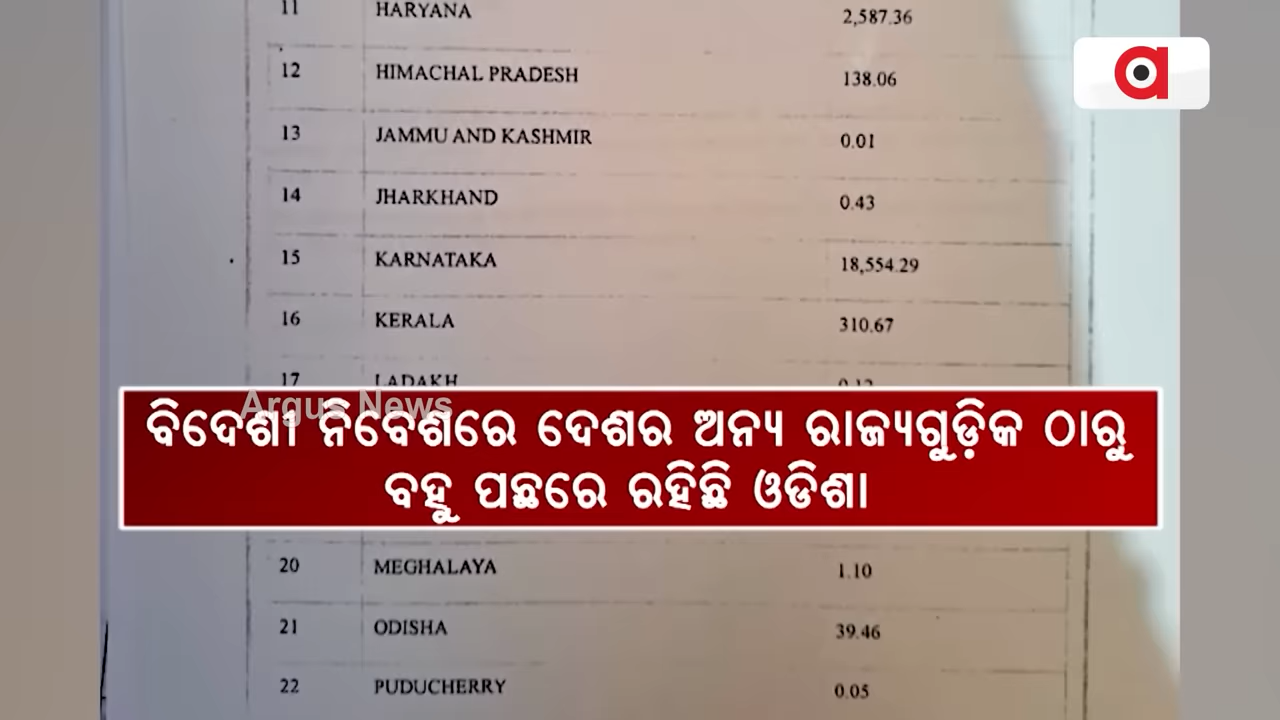 11 HARYANA 2,587.36
12 HIMACHAL PRADESH 138.06
13 JAMMU AND KASHMIR 0.01
14 JHARKHAND 0.43
15 KARNATAKA 18,554.29
16 KERALA 310.67
17 LADAKH
Argus News
ବିଦେଶୀ ନିବେଶରେ ଦେଶର ଅନ୍ୟ ରାଜ୍ୟଗୁଡ଼ିକ ଠାରୁ
ବହୁ ପଛରେ ରହିଛି ଓଡିଶା
20 MEGHALAYA 1.10
21 ODISHA 39.46
22 PUDUCHERRY 0.05